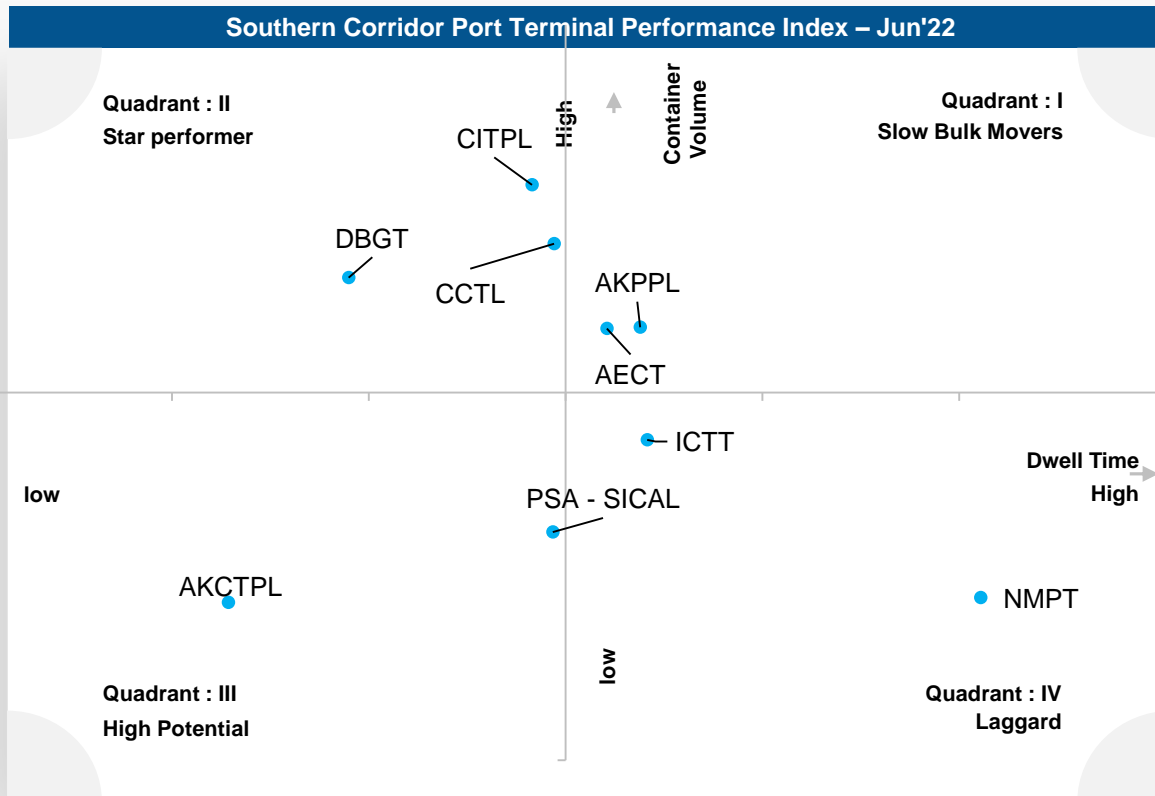 Southern Corridor Port Terminal Performance Index – Jun'22
Quadrant : II
Star performer
High
Container
Volume
Quadrant : I
Slow Bulk Movers
CITPL
DBGT
CCTL
AKPPL
AECT
ICTT
Dwell Time
High
low
PSA - SICAL
AKCTPL
NMPT
low
Quadrant : III
High Potential
Quadrant : IV
Laggard